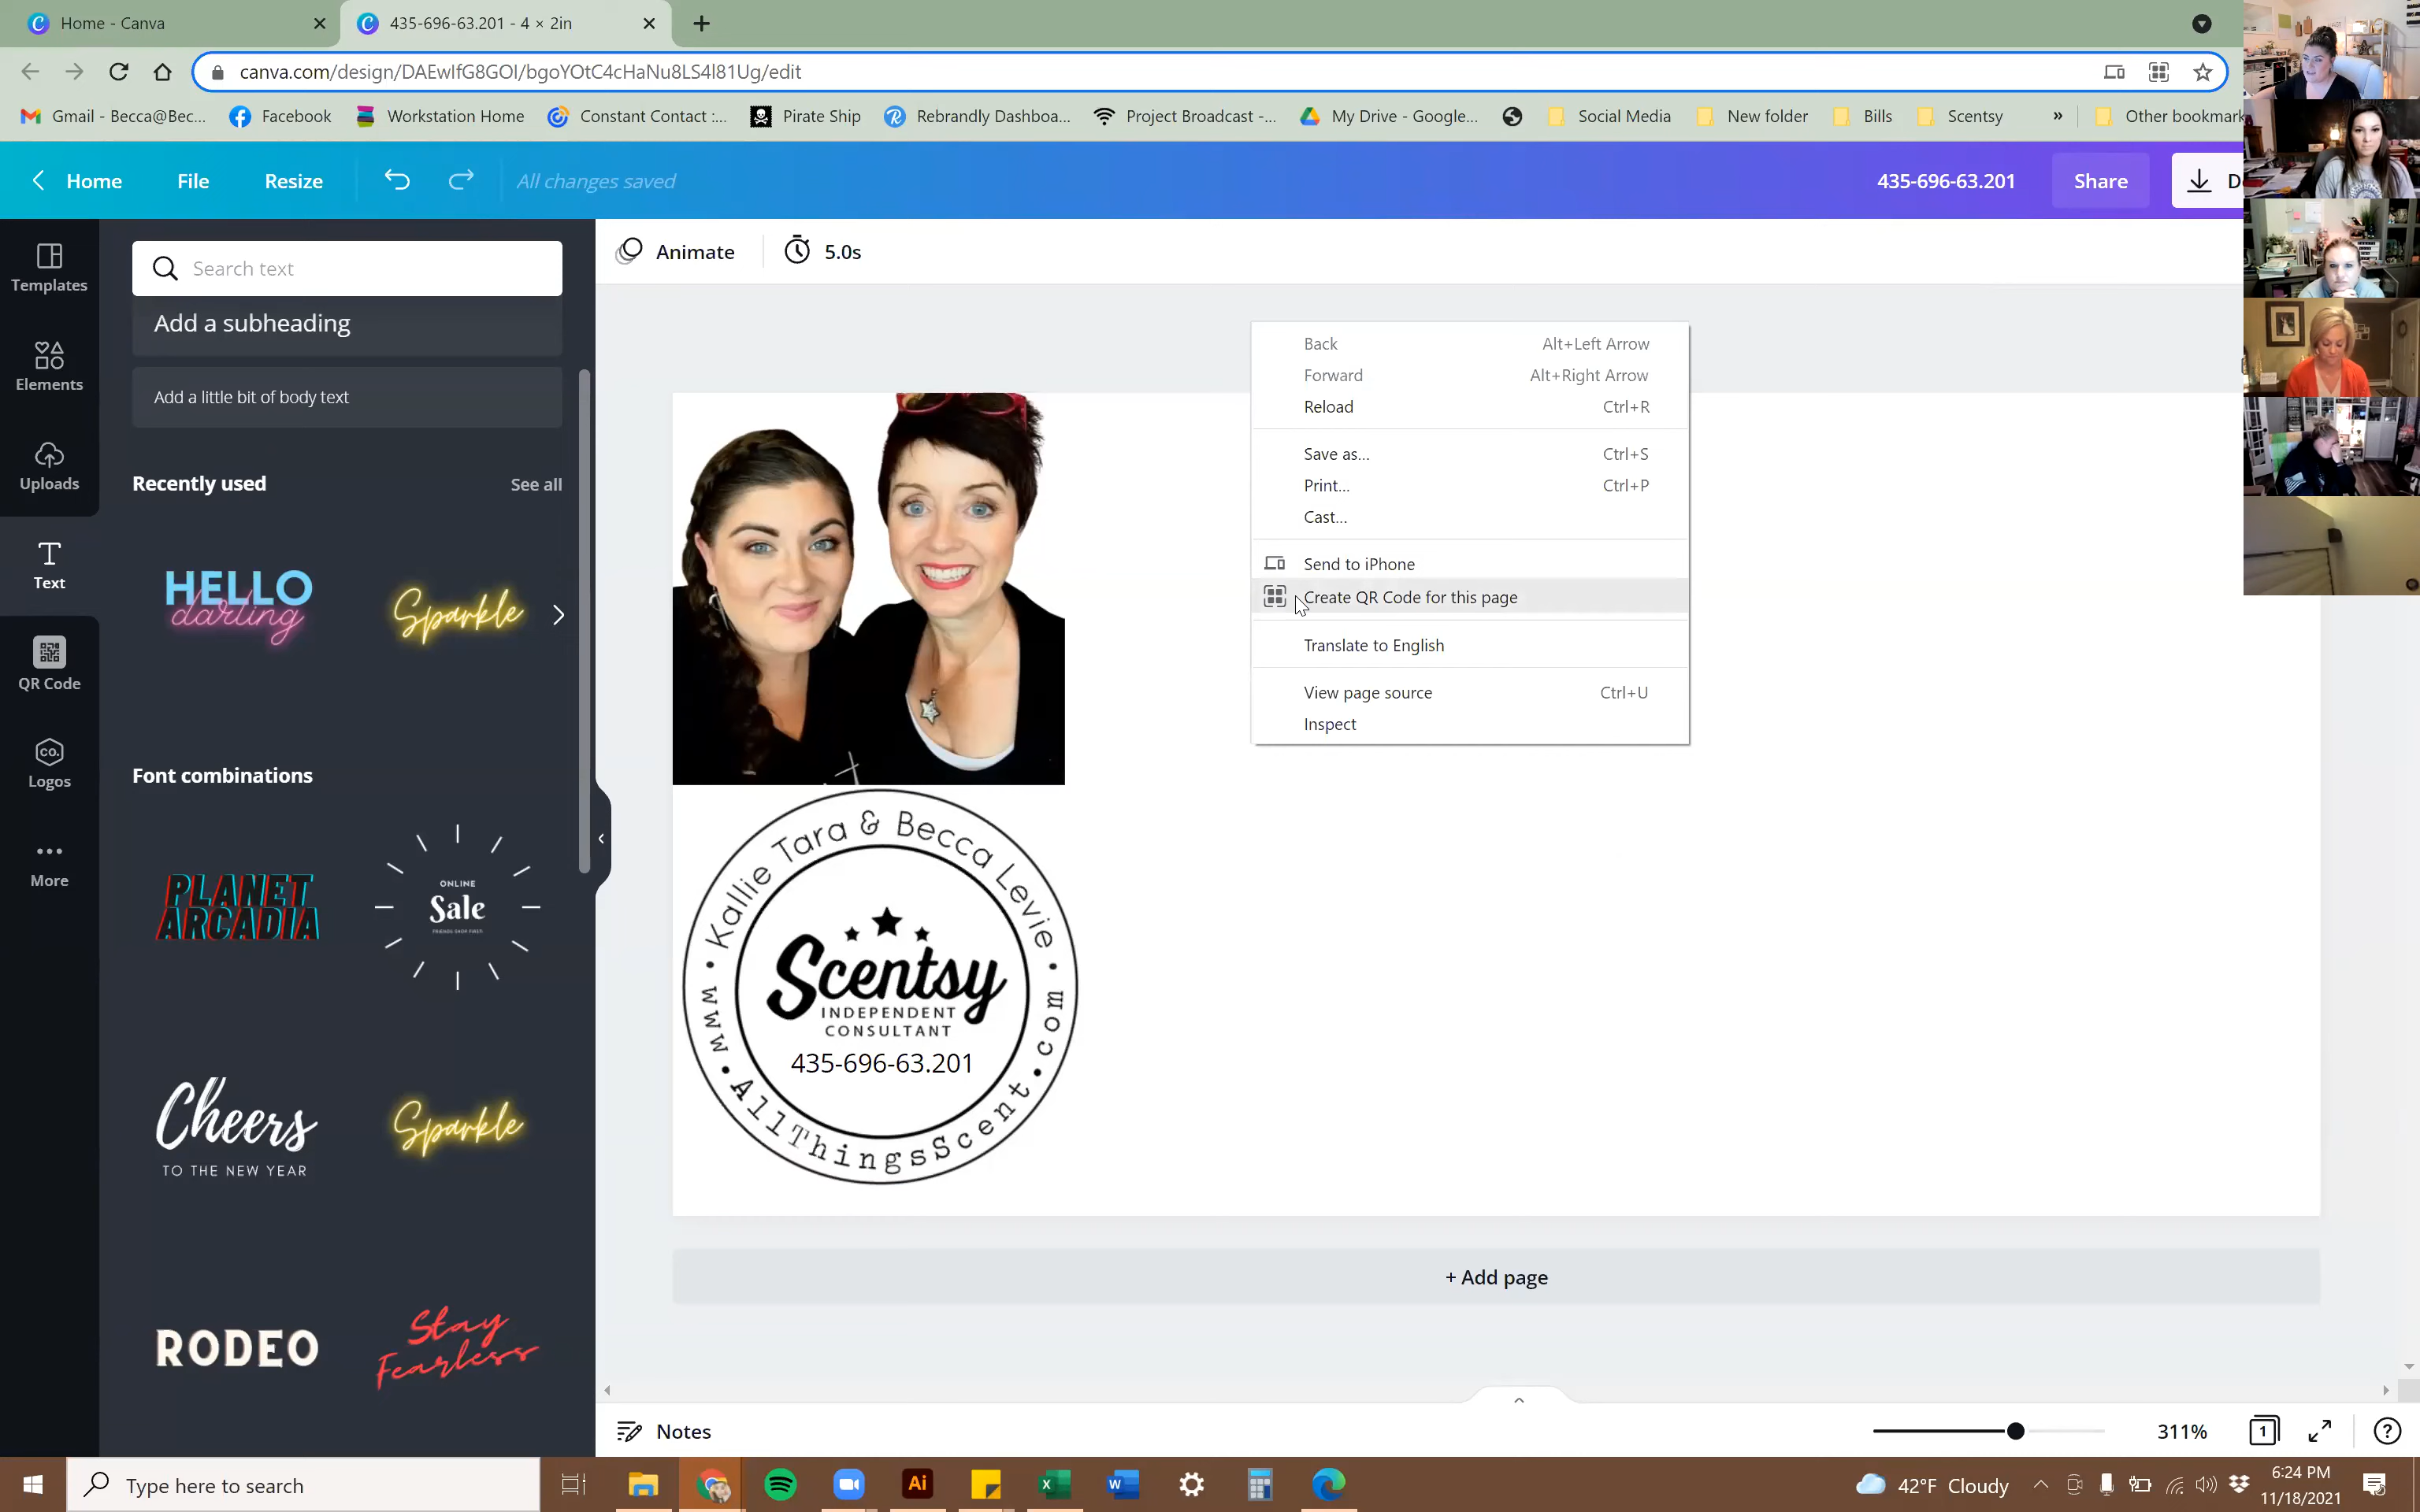 Home - Canva
435-696-63.201 - 4 × 2in
canva.com/design/DAEwlfG8GOI/bgoYOtC4cHaNu8LS4l81Ug/edit
Gmail - Becca@Bec...
Facebook
Workstation Home
Constant Contact :...
Pirate Ship
Rebrandly Dashboa...
Project Broadcast -...
My Drive - Google...
Social Media
New folder
Bills
Scentsy
»
Other bookmark
Home
File
Resize
All changes saved
435-696-63.201
Share
D
Templates
Elements
Uploads
Text
QR Code
CO.
Logos
More
Search text
Add a subheading
Add a little bit of body text
Recently used
See all
HELLO
darling
Sparkle
Font combinations
PLANET
ARCADIA
ONLINE
Sale
FRIENDS SHOP FIRST!
Cheers
TO THE NEW YEAR
Sparkle
RODEO
Stay
Fearless
Animate
5.0s
Back Alt+Left Arrow
Forward Alt+Right Arrow
Reload Ctrl+R
Save as... Ctrl+S
Print... Ctrl+P
Cast...
Send to iPhone
Create QR Code for this page
Translate to English
View page source Ctrl+U
Inspect
Kallie Tara & Becca Levie
Scentsy
INDEPENDENT
CONSULTANT
435-696-63.201
www.AllThingsScent.com
+ Add page
Notes
311%
1
?
Type here to search
Ai
42°F Cloudy
6:24 PM
11/18/2021